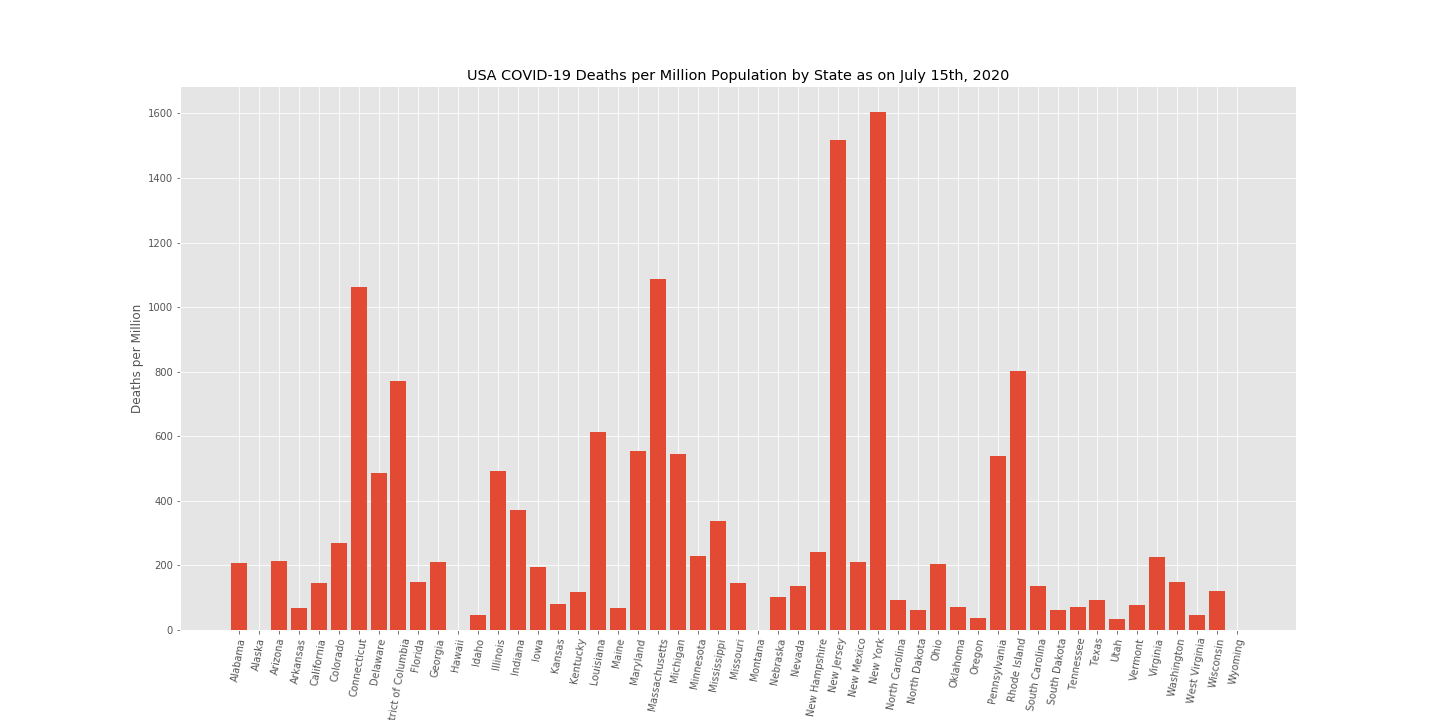 USA COVID-19 Deaths per Million Population by State as on July 15th, 2020
Deaths per Million
1600
1400
1200
1000
800
600
400
200
0
Alabama
Alaska
Arizona
Arkansas
California
Colorado
Connecticut
Delaware
trict of Columbia
Florida
Georgia
Hawaii
Idaho
Illinois
Indiana
Iowa
Kansas
Kentucky
Louisiana
Maine
Maryland
Massachusetts
Michigan
Minnesota
Mississippi
Missouri
Montana
Nebraska
Nevada
New Hampshire
New Jersey
New Mexico
New York
North Carolina
North Dakota
Ohio
Oklahoma
Oregon
Pennsylvania
Rhode Island
South Carolina
South Dakota
Tennessee
Texas
Utah
Vermont
Virginia
Washington
West Virginia
Wisconsin
Wyoming